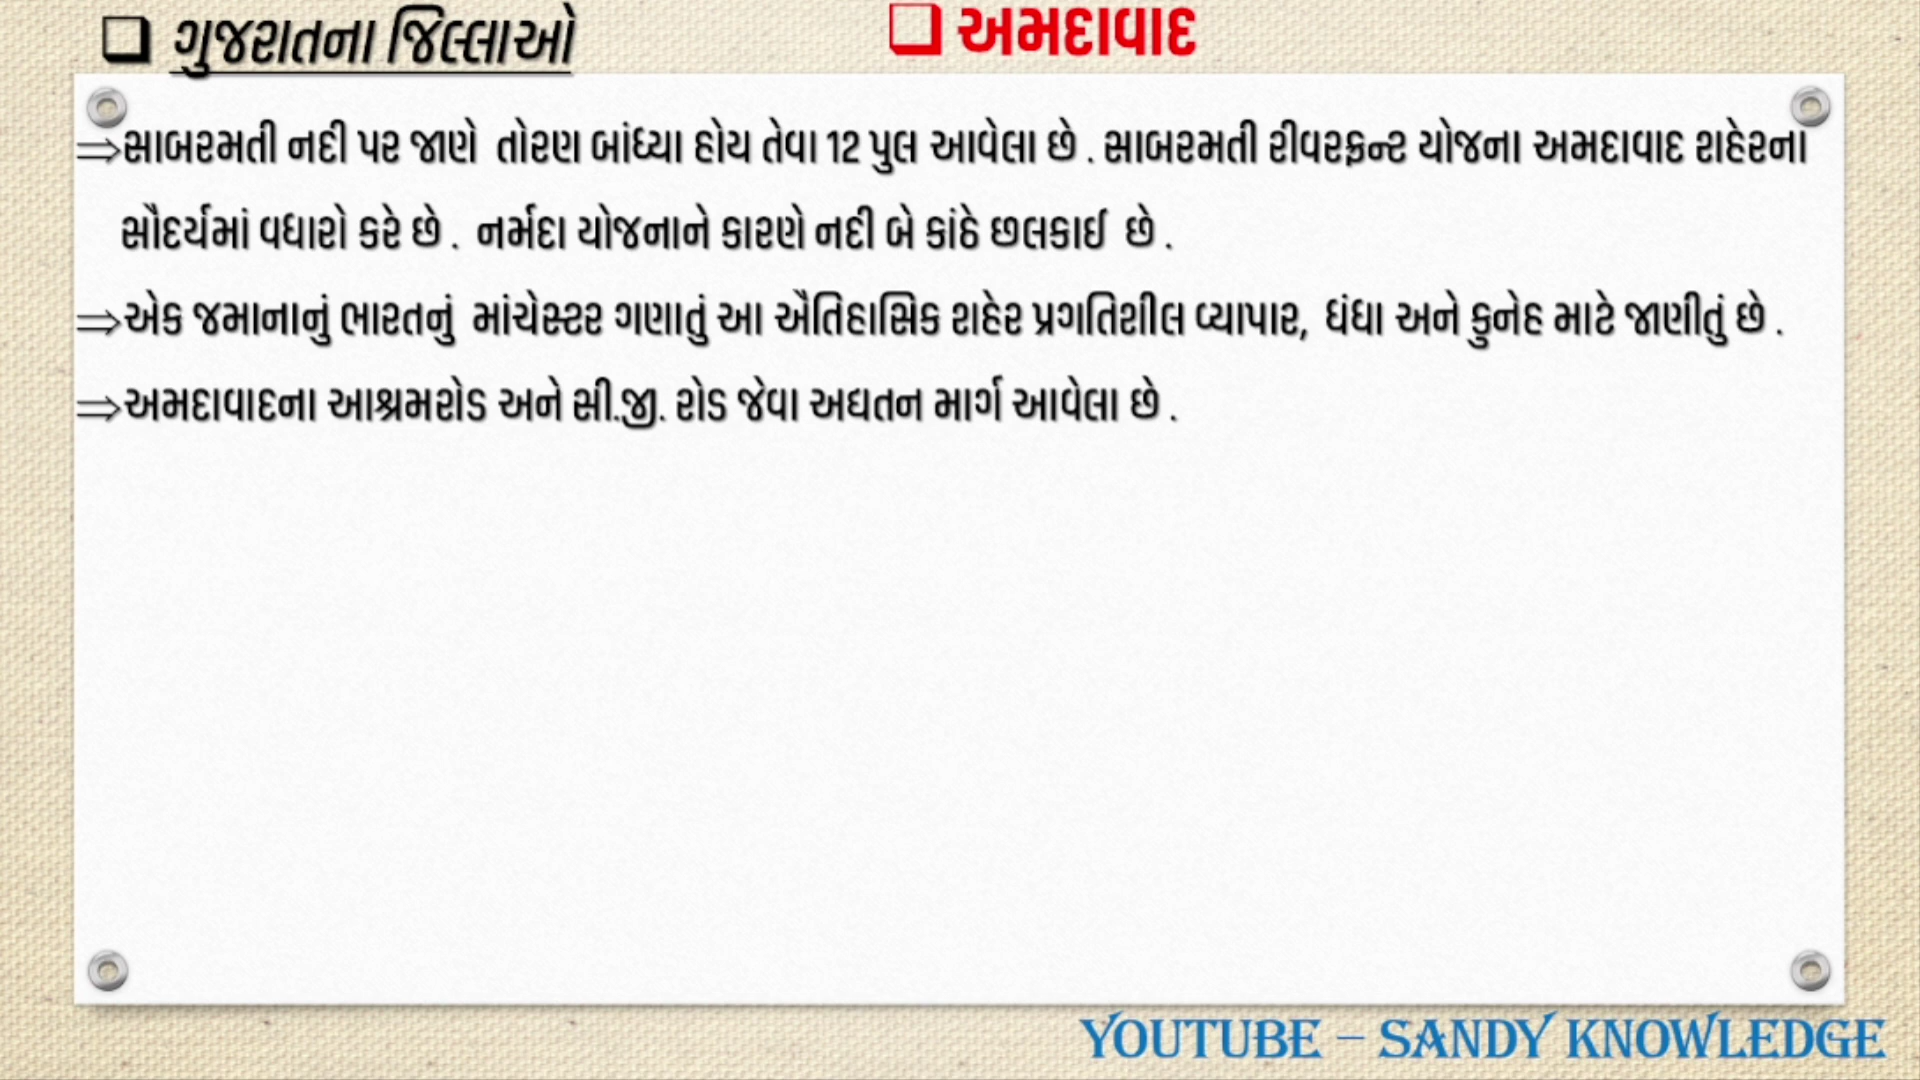 ❑ ગુજરાતના જિલ્લાઓ
❑ અમદાવાદ
⇒સાબરમતી નદી પર જાણે તોરણ બાંધ્યા હોય તેવા 12 પુલ આવેલા છે . સાબરમતી રીવરફ્રન્ટ યોજના અમદાવાદ શહેરના
સૌદર્યમાં વધારો કરે છે . નર્મદા યોજનાને કારણે નદી બે કાંઠે છલકાઈ છે .
⇒એક જમાનાનું ભારતનું માંચેસ્ટર ગણાતું આ ઐતિહાસિક શહેર પ્રગતિશીલ વ્યાપાર, ધંધા અને કુનેહ માટે જાણીતું છે .
⇒અમદાવાદના આશ્રમરોડ અને સી.જી. રોડ જેવા અદ્યતન માર્ગ આવેલા છે .
YOUTUBE – SANDY KNOWLEDGE